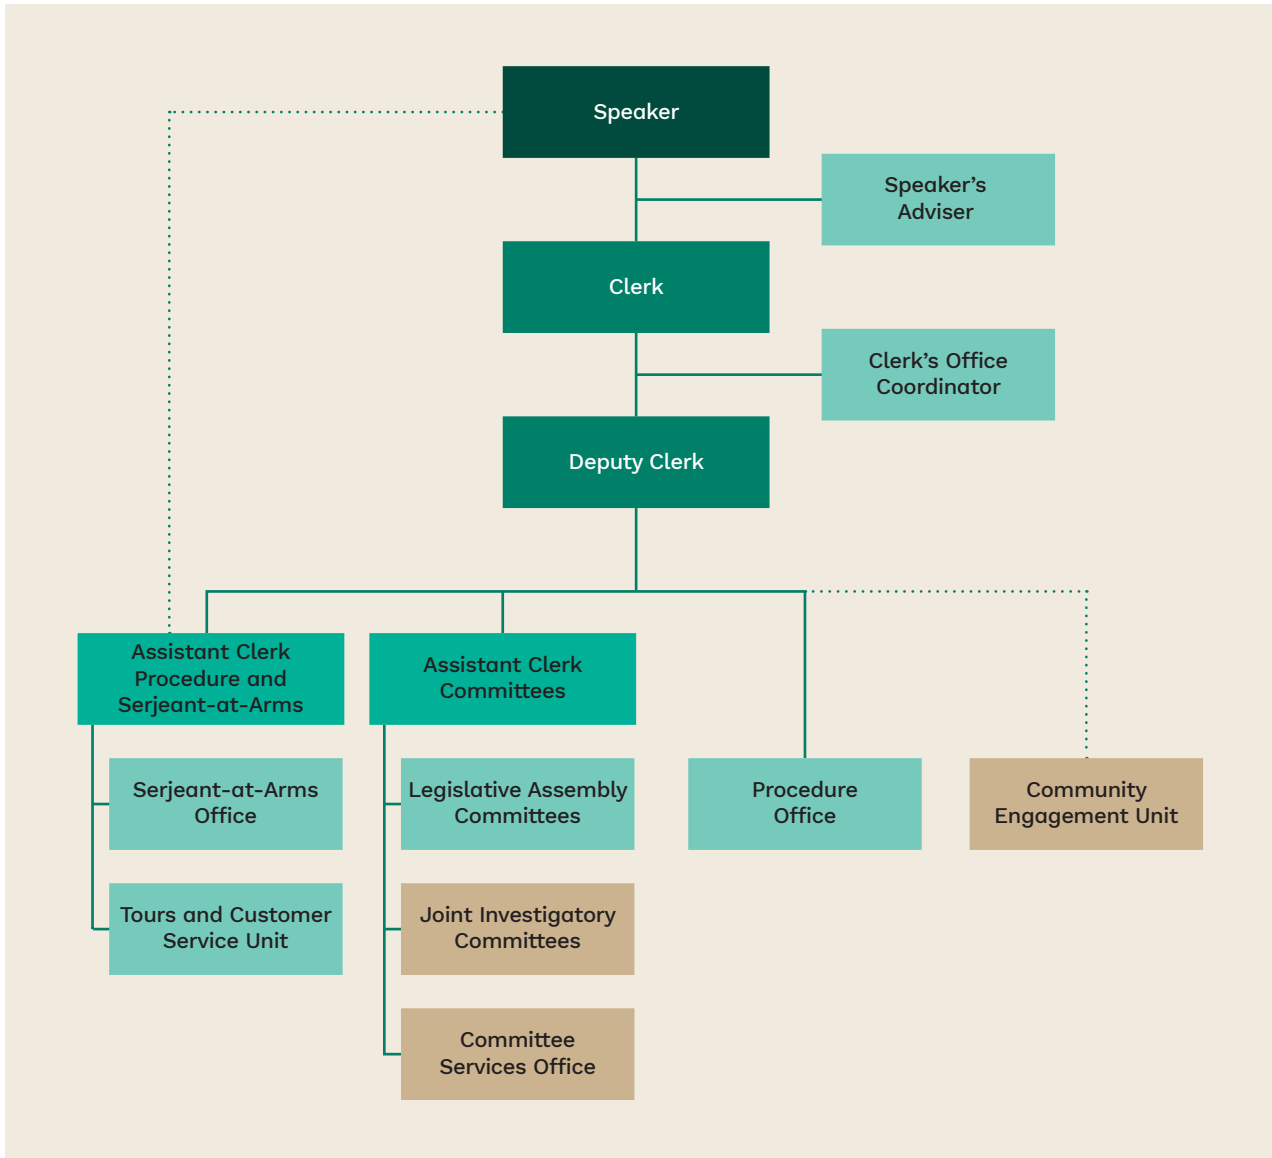 Speaker
Speaker’s
Adviser
Clerk
Clerk’s Office
Coordinator
Deputy Clerk
Assistant Clerk
Procedure and
Serjeant-at-Arms
Assistant Clerk
Committees
Serjeant-at-Arms
Office
Legislative Assembly
Committees
Procedure
Office
Community
Engagement Unit
Tours and Customer
Service Unit
Joint Investigatory
Committees
Committee
Services Office